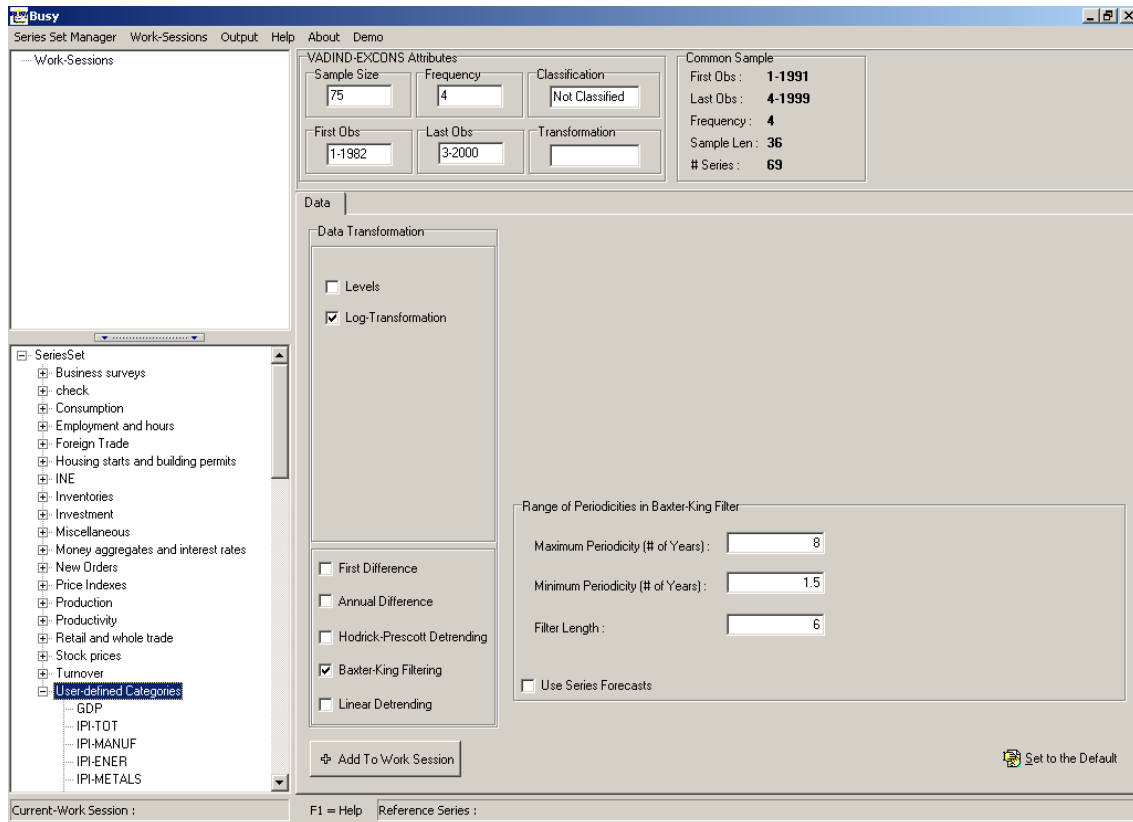 Busy
Series Set Manager Work-Sessions Output Help About Demo
Work-Sessions
VADIND-EXCONS Attributes
Sample Size
75
Frequency
4
Classification
Not Classified
First Obs
1-1982
Last Obs
3-2000
Transformation
Common Sample
First Obs : 1-1991
Last Obs : 4-1999
Frequency : 4
Sample Len : 36
# Series : 69
Data
Data Transformation
Levels
Log-Transformation
First Difference
Annual Difference
Hodrick-Prescott Detrending
Baxter-King Filtering
Linear Detrending
Range of Periodicities in Baxter-King Filter
Maximum Periodicity (# of Years) : 8
Minimum Periodicity (# of Years) : 1.5
Filter Length : 6
Use Series Forecasts
Add To Work Session
Set to the Default
SeriesSet
Business surveys
check
Consumption
Employment and hours
Foreign Trade
Housing starts and building permits
INE
Inventories
Investment
Miscellaneous
Money aggregates and interest rates
New Orders
Price Indexes
Production
Productivity
Retail and whole trade
Stock prices
Turnover
User-defined Categories
GDP
IPI-TOT
IPI-MANUF
IPI-ENER
IPI-METALS
Current-Work Session :
F1 = Help
Reference Series :